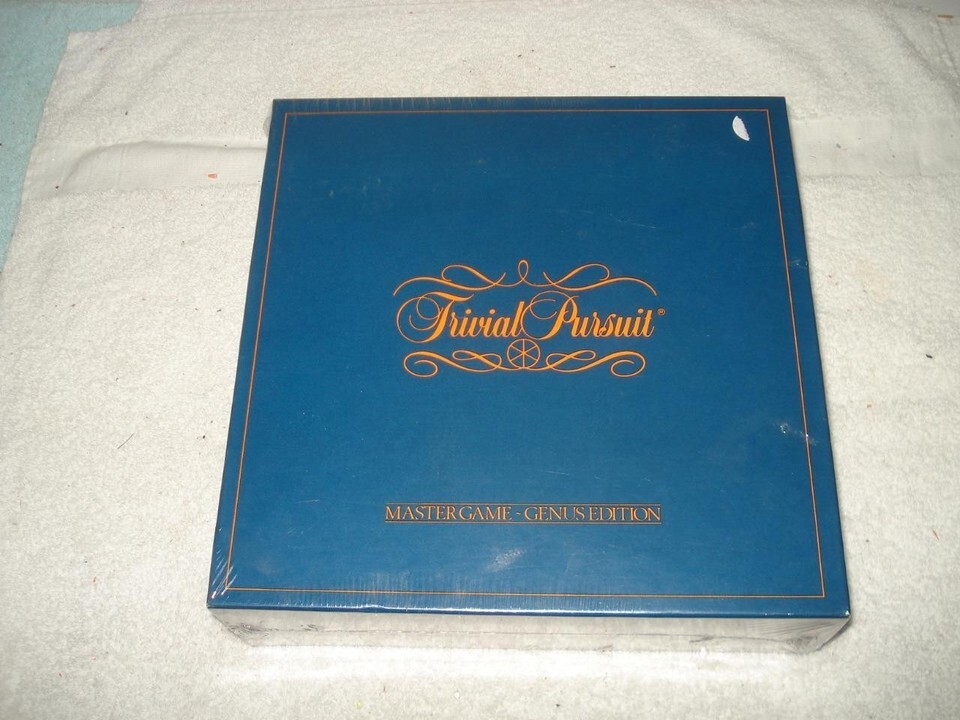 Trivial Pursuit®
MASTER GAME - GENUS EDITION